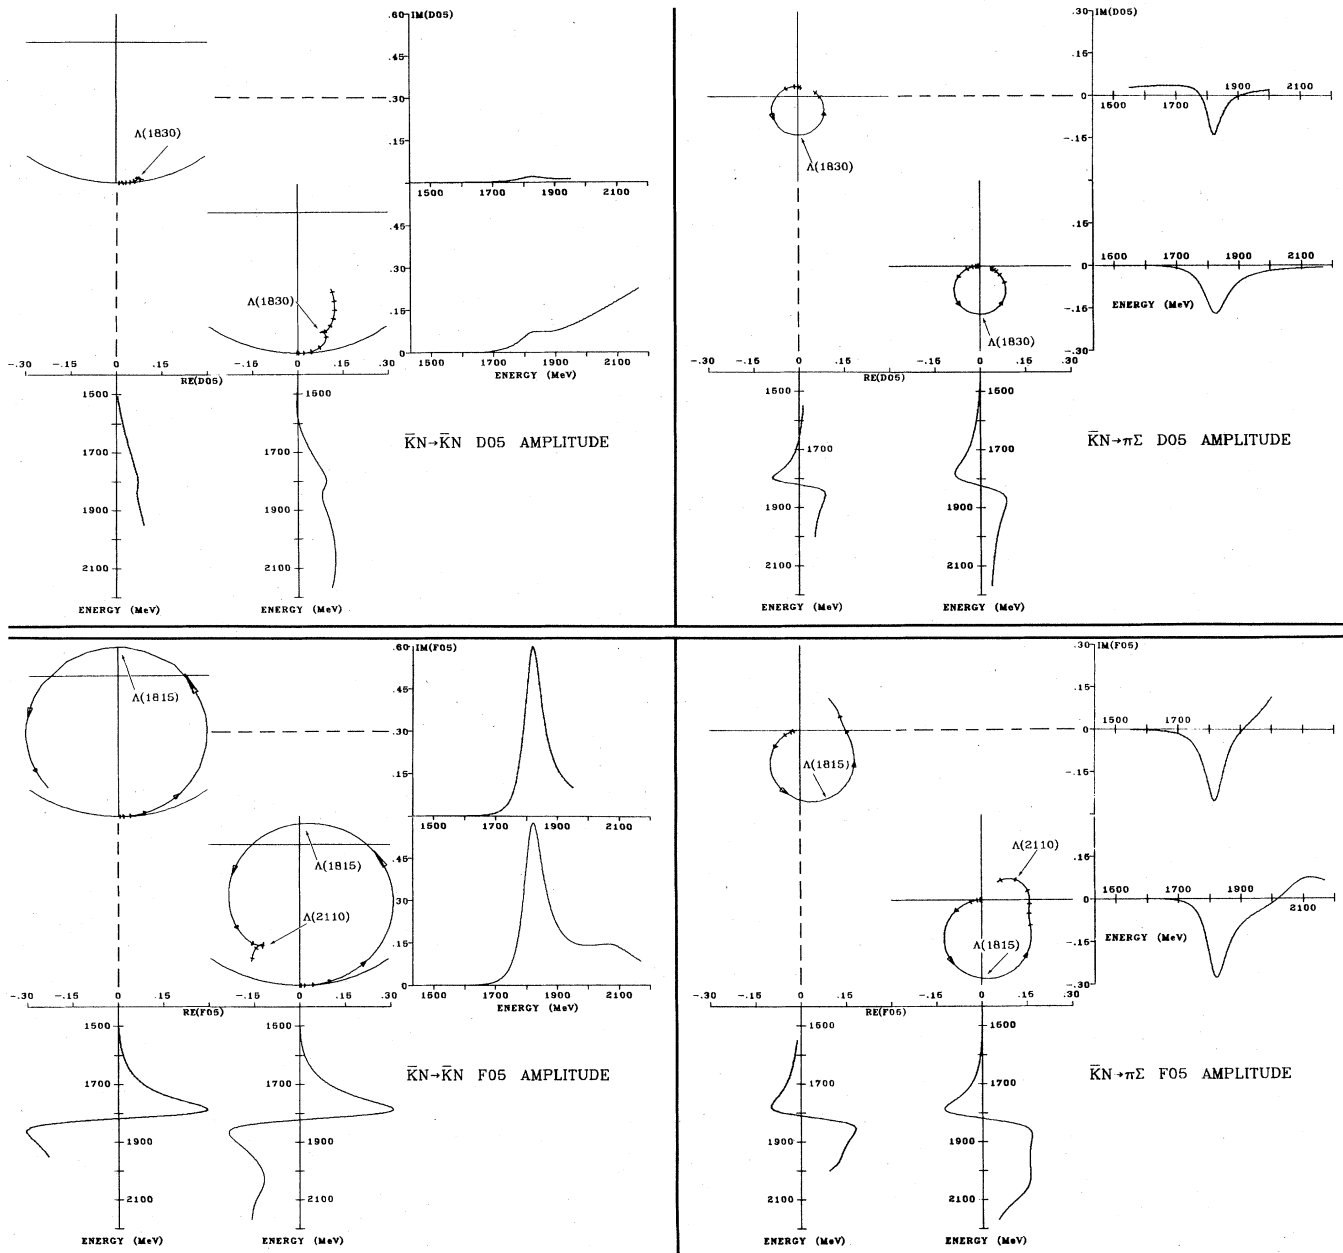 .60 IM(D05)
.45
Λ(1830)
.30
.15
1500 1700 1900 2100
.45
.30
Λ(1830)
.15
0
1500 1700 1900 2100
ENERGY (MeV)
-.30 -.15 0 .15 -.30 -.15 0 .15 .30
RE(D05)
1500 1500
K̄N→K̄N D05 AMPLITUDE
1700 1700
1900 1900
2100 2100
ENERGY (MeV) ENERGY (MeV)
.30 IM(D05)
.15
0
1500 1700 1900 2100
-.15
Λ(1830)
.15
1500 1700 1900 2100
0
ENERGY (MeV)
-.15
Λ(1830)
-.30
-.30 -.15 0 .15 -.30 -.15 0 .15 .30
RE(D05)
1500 1500
K̄N→πΣ D05 AMPLITUDE
1700 1700
1900 1900
2100 2100
ENERGY (MeV) ENERGY (MeV)
.60 IM(F05)
.45
Λ(1815)
.30
.15
1500 1700 1900 2100
.45
Λ(1815)
.30
Λ(2110)
.15
0
1500 1700 1900 2100
ENERGY (MeV)
-.30 -.15 0 .15 -.30 -.15 0 .15 .30
RE(F05)
1500 1500
K̄N→K̄N F05 AMPLITUDE
1700 1700
1900 1900
2100 2100
ENERGY (MeV) ENERGY (MeV)
.30 IM(F05)
.15
1500 1700 1900 2100
0
Λ(1815)
-.15
Λ(2110)
.15
1500 1700 1900 2100
0
ENERGY (MeV)
Λ(1815)
-.15
-.30
-.30 -.15 0 .15 -.30 -.15 0 .15 .30
RE(F05)
1500 1500
K̄N→πΣ F05 AMPLITUDE
1700 1700
1900 1900
2100 2100
ENERGY (MeV) ENERGY (MeV)